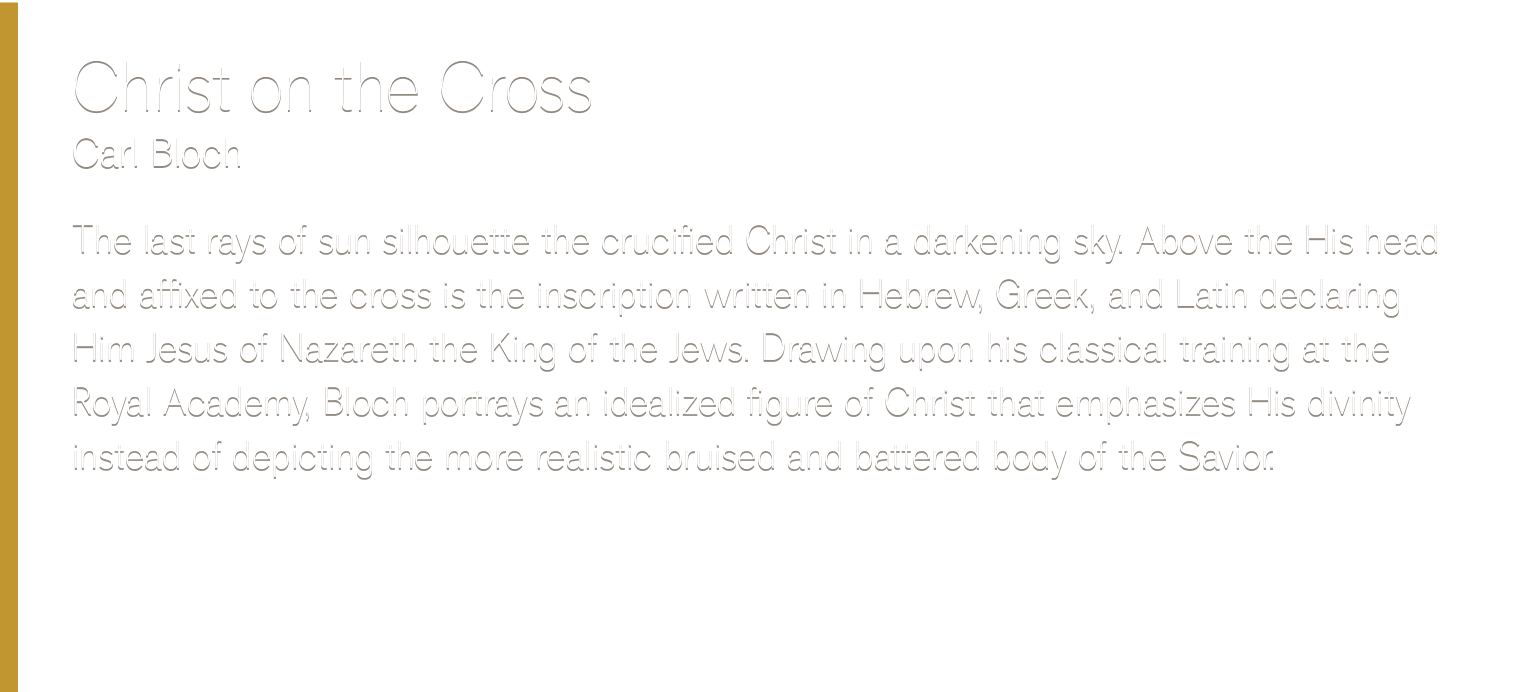 Christ on the Cross
Carl Bloch
The last rays of sun silhouette the crucified Christ in a darkening sky. Above the His head
and affixed to the cross is the inscription written in Hebrew, Greek, and Latin declaring
Him Jesus of Nazareth the King of the Jews. Drawing upon his classical training at the
Royal Academy, Bloch portrays an idealized figure of Christ that emphasizes His divinity
instead of depicting the more realistic bruised and battered body of the Savior.